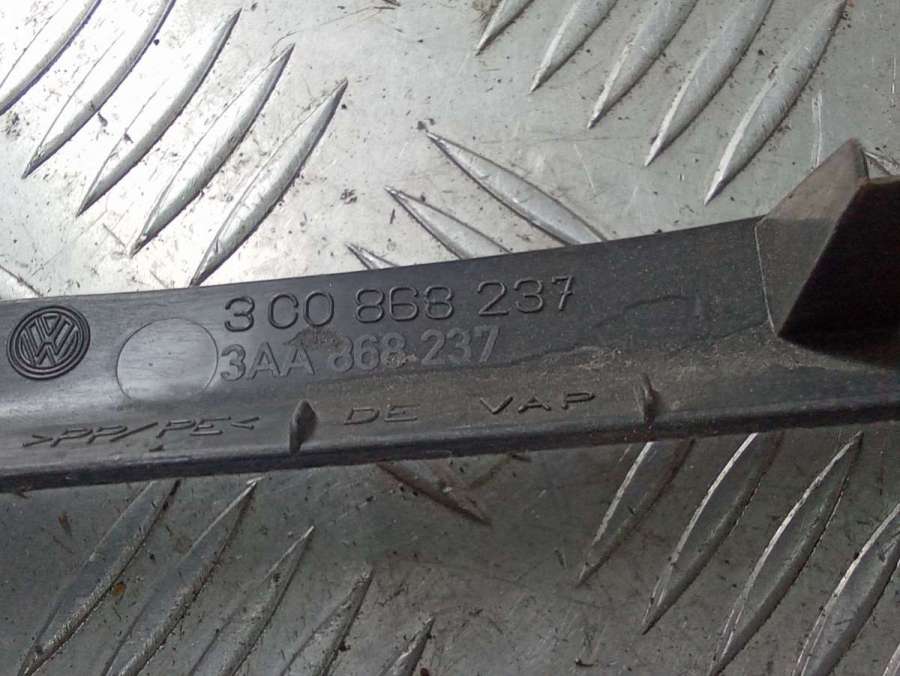 3C0 868 237
3AA 868 237
>PP/PE< DE VAP